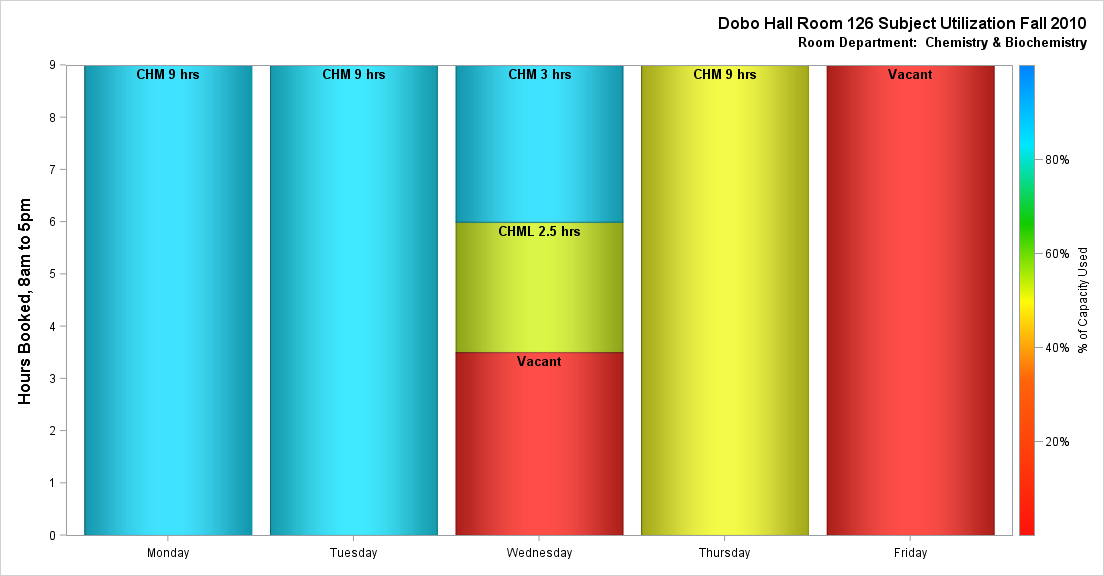 Dobo Hall Room 126 Subject Utilization Fall 2010
Room Department:  Chemistry & Biochemistry
Hours Booked, 8am to 5pm
9
8
7
6
5
4
3
2
1
0
CHM 9 hrs
CHM 9 hrs
CHM 3 hrs
CHML 2.5 hrs
Vacant
CHM 9 hrs
Vacant
Monday
Tuesday
Wednesday
Thursday
Friday
80%
60%
40%
20%
% of Capacity Used